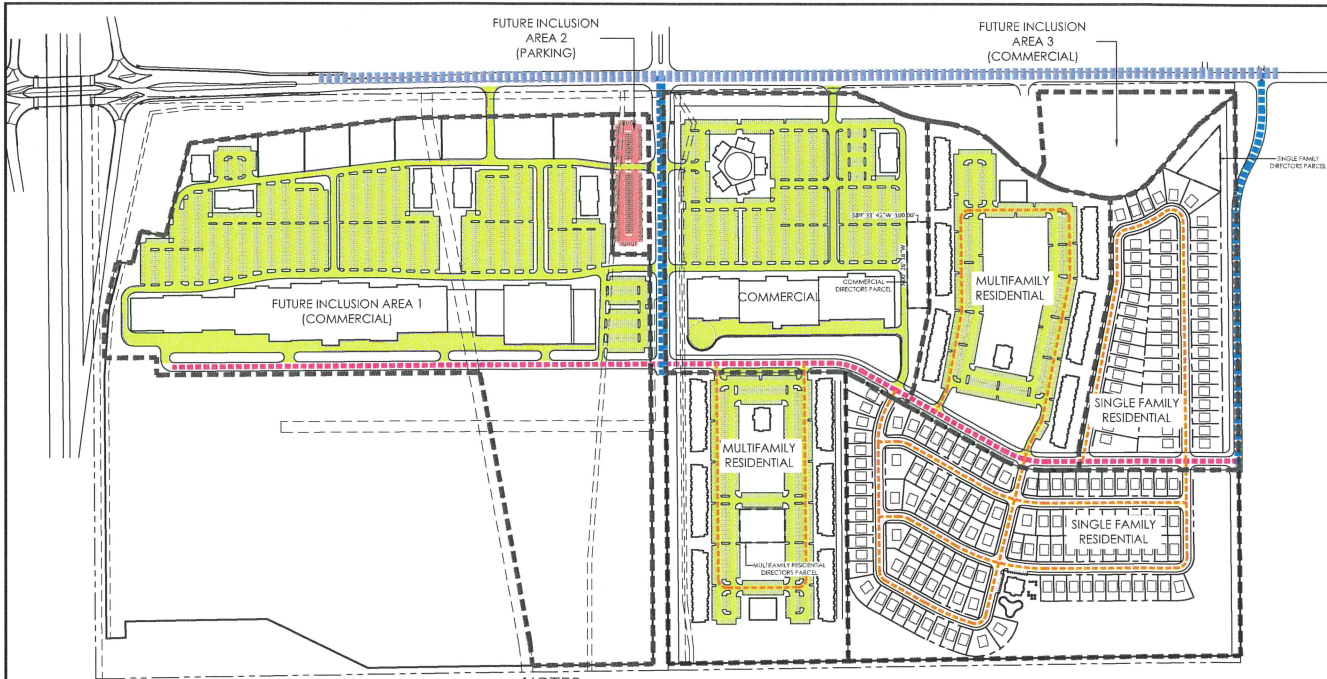 FUTURE INCLUSION
AREA 2
(PARKING)
FUTURE INCLUSION
AREA 3
(COMMERCIAL)
SINGLE FAMILY
DIRECTORS PARCEL
COMMERCIAL
DIRECTORS PARCEL
MULTIFAMILY
RESIDENTIAL
FUTURE INCLUSION AREA 1
(COMMERCIAL)
COMMERCIAL
SINGLE FAMILY
RESIDENTIAL
MULTIFAMILY
RESIDENTIAL
SINGLE FAMILY
RESIDENTIAL
MULTIFAMILY RESIDENTIAL
DIRECTORS PARCEL
NOTES